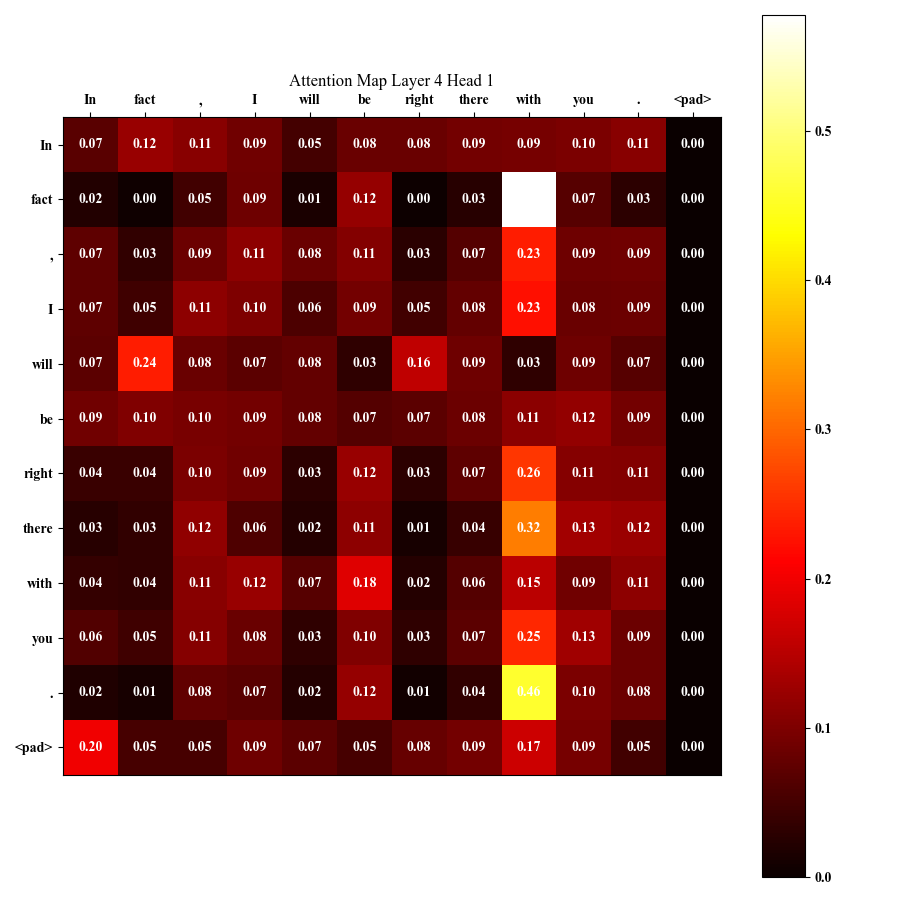 Attention Map Layer 4 Head 1
In fact , I will be right there with you . <pad>
In 0.07 0.12 0.11 0.09 0.05 0.08 0.08 0.09 0.09 0.10 0.11 0.00
fact 0.02 0.00 0.05 0.09 0.01 0.12 0.00 0.03 0.07 0.03 0.00
, 0.07 0.03 0.09 0.11 0.08 0.11 0.03 0.07 0.23 0.09 0.09 0.00
I 0.07 0.05 0.11 0.10 0.06 0.09 0.05 0.08 0.23 0.08 0.09 0.00
will 0.07 0.24 0.08 0.07 0.08 0.03 0.16 0.09 0.03 0.09 0.07 0.00
be 0.09 0.10 0.10 0.09 0.08 0.07 0.07 0.08 0.11 0.12 0.09 0.00
right 0.04 0.04 0.10 0.09 0.03 0.12 0.03 0.07 0.26 0.11 0.11 0.00
there 0.03 0.03 0.12 0.06 0.02 0.11 0.01 0.04 0.32 0.13 0.12 0.00
with 0.04 0.04 0.11 0.12 0.07 0.18 0.02 0.06 0.15 0.09 0.11 0.00
you 0.06 0.05 0.11 0.08 0.03 0.10 0.03 0.07 0.25 0.13 0.09 0.00
. 0.02 0.01 0.08 0.07 0.02 0.12 0.01 0.04 0.46 0.10 0.08 0.00
<pad> 0.20 0.05 0.05 0.09 0.07 0.05 0.08 0.09 0.17 0.09 0.05 0.00
0.5
0.4
0.3
0.2
0.1
0.0